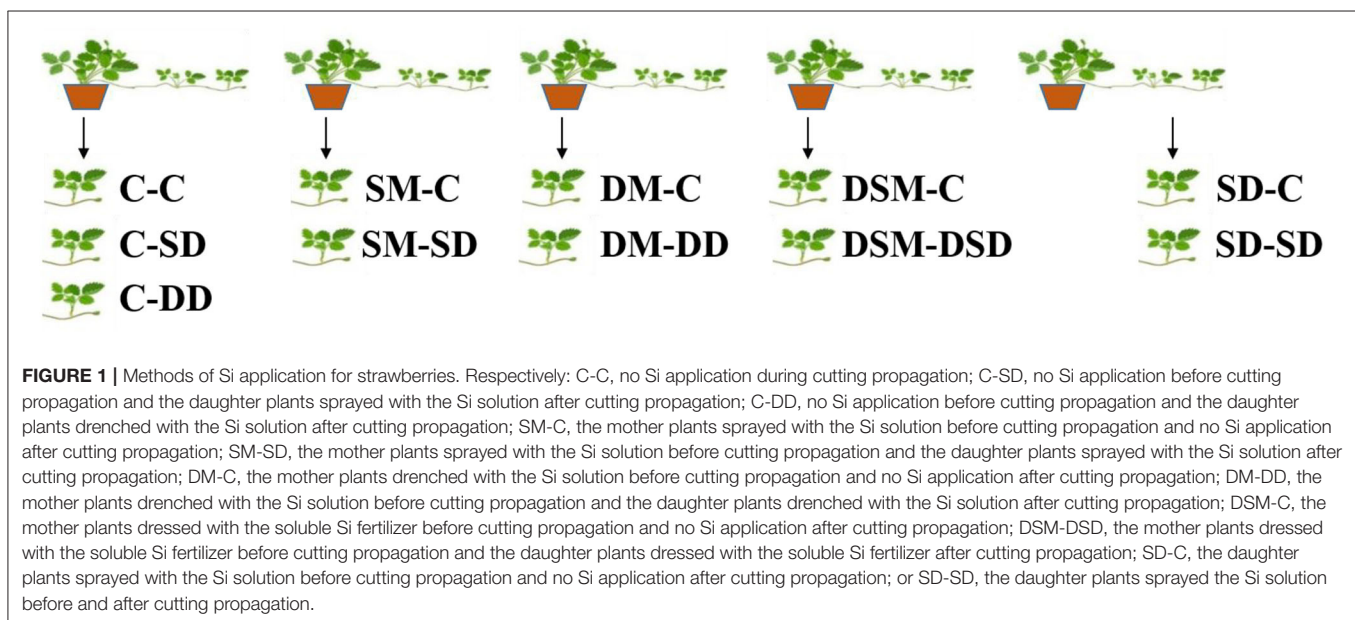 C-C SM-C DM-C DSM-C SD-C
C-SD SM-SD DM-DD DSM-DSD SD-SD
C-DD
FIGURE 1 | Methods of Si application for strawberries. Respectively: C-C, no Si application during cutting propagation; C-SD, no Si application before cutting
propagation and the daughter plants sprayed with the Si solution after cutting propagation; C-DD, no Si application before cutting propagation and the daughter
plants drenched with the Si solution after cutting propagation; SM-C, the mother plants sprayed with the Si solution before cutting propagation and no Si application
after cutting propagation; SM-SD, the mother plants sprayed with the Si solution before cutting propagation and the daughter plants sprayed with the Si solution after
cutting propagation; DM-C, the mother plants drenched with the Si solution before cutting propagation and no Si application after cutting propagation; DM-DD, the
mother plants drenched with the Si solution before cutting propagation and the daughter plants drenched with the Si solution after cutting propagation; DSM-C, the
mother plants dressed with the soluble Si fertilizer before cutting propagation and no Si application after cutting propagation; DSM-DSD, the mother plants dressed
with the soluble Si fertilizer before cutting propagation and the daughter plants dressed with the soluble Si fertilizer after cutting propagation; SD-C, the daughter
plants sprayed with the Si solution before cutting propagation and no Si application after cutting propagation; or SD-SD, the daughter plants sprayed the Si solution
before and after cutting propagation.